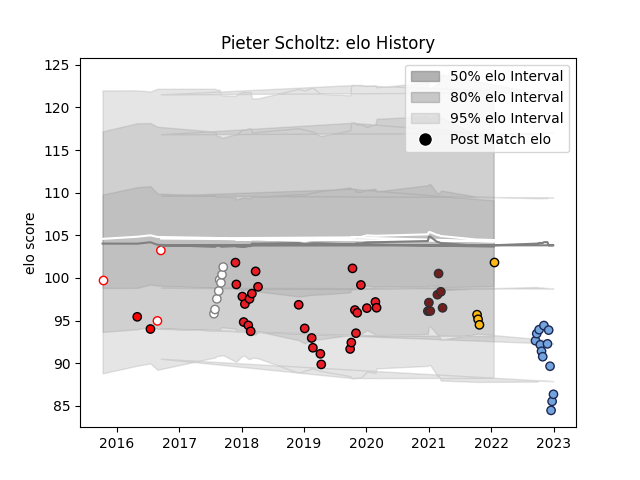 Pieter Scholtz: elo History
125
120
115
110
105
100
95
90
85
elo score
50% elo Interval
80% elo Interval
95% elo Interval
Post Match elo
2016 2017 2018 2019 2020 2021 2022 2023